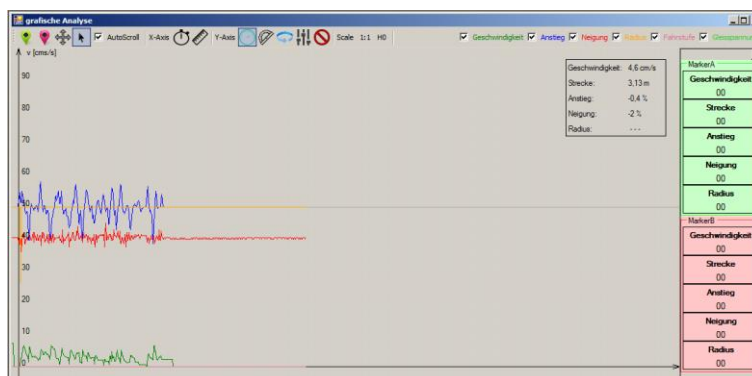 grafische Analyse
AutoScroll X-Axis Y-Axis Scale 1:1 H0 Geschwindigkeit Anstieg Neigung Radius Fahrstufe Gleisspannun
v [cms/s]
90
80
70
60
50
40
30
20
10
0
Geschwindigkeit: 4,6 cm/s
Strecke: 3,13 m
Anstieg: -0,4 %
Neigung: -2 %
Radius: - - -
MarkerA
Geschwindigkeit
00
Strecke
00
Anstieg
00
Neigung
00
Radius
00
MarkerB
Geschwindigkeit
00
Strecke
00
Anstieg
00
Neigung
00
Radius
00